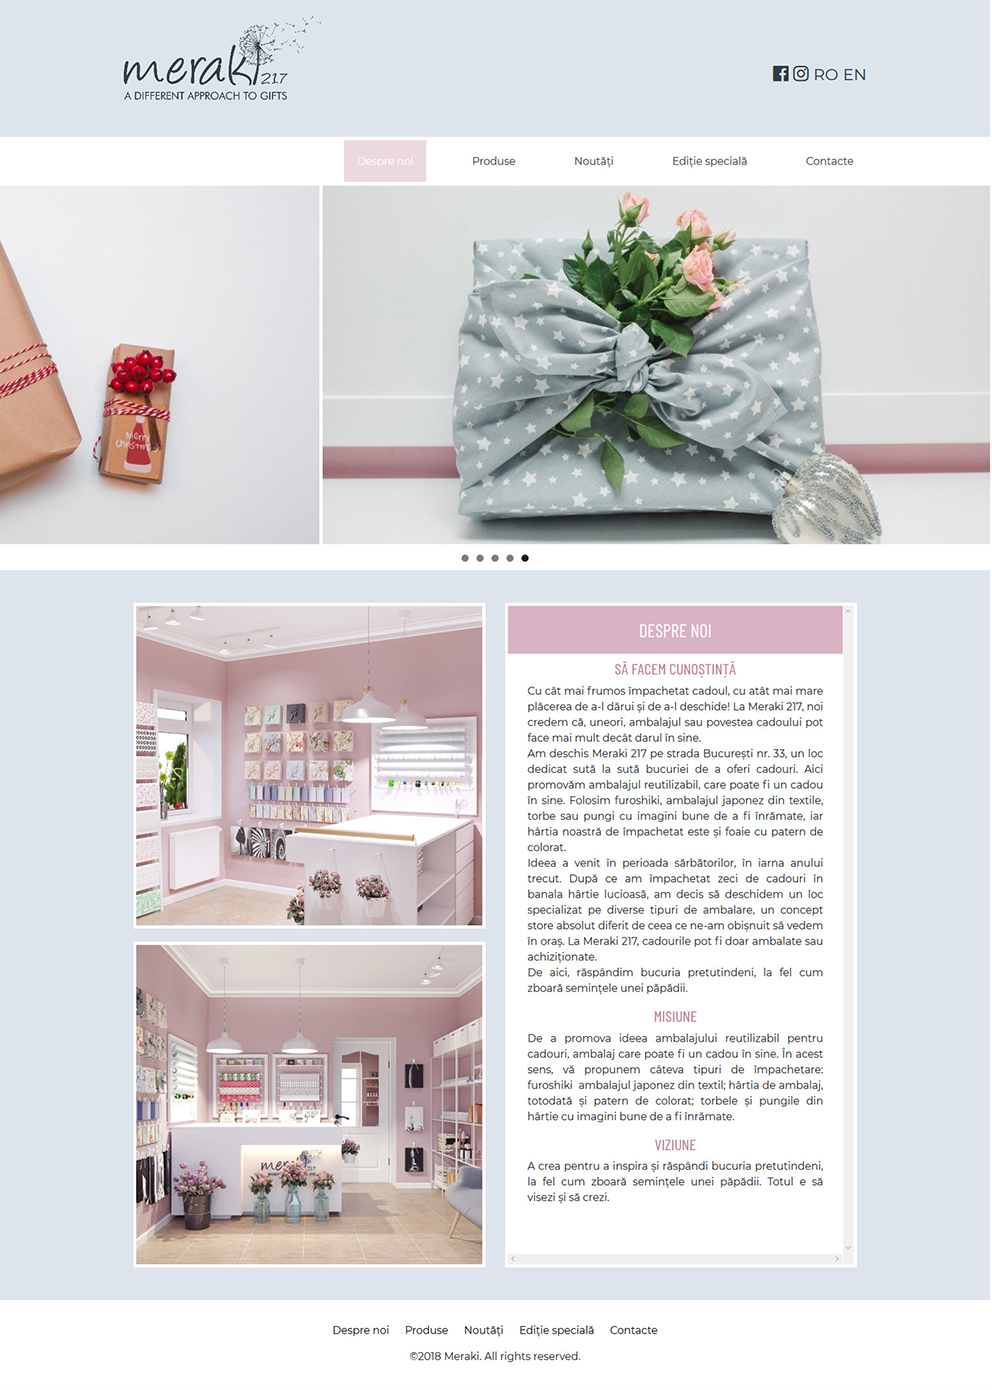 meraki 217
A DIFFERENT APPROACH TO GIFTS
RO EN
Despre noi Produse Noutăți Ediție specială Contacte
Merry
Christmas
DESPRE NOI
SĂ FACEM CUNOȘTINȚĂ
Cu cât mai frumos împachetat cadoul, cu atât mai mare
plăcerea de a-l dărui și de a-l deschide! La Meraki 217, noi
credem că, uneori, ambalajul sau povestea cadoului pot
face mai mult decât darul în sine.
Am deschis Meraki 217 pe strada București nr. 33, un loc
dedicat sută la sută bucuriei de a oferi cadouri. Aici
promovăm ambalajul reutilizabil, care poate fi un cadou
în sine. Folosim furoshiki, ambalajul japonez din textile,
torbe sau pungi cu imagini bune de a fi înrămate, iar
hârtia noastră de împachetat este și foaie cu patern de
colorat.
Ideea a venit în perioada sărbătorilor, în iarna anului
trecut. După ce am împachetat zeci de cadouri în
banala hârtie lucioasă, am decis să deschidem un loc
specializat pe diverse tipuri de ambalare, un concept
store absolut diferit de ceea ce ne-am obișnuit să vedem
în oraș. La Meraki 217, cadourile pot fi doar ambalate sau
achiziționate.
De aici, răspândim bucuria pretutindeni, la fel cum
zboară semințele unei păpădii.
MISIUNE
De a promova ideea ambalajului reutilizabil pentru
cadouri, ambalaj care poate fi un cadou în sine. În acest
sens, vă propunem câteva tipuri de împachetare:
furoshiki ambalajul japonez din textil; hârtia de ambalaj,
totodată și patern de colorat; torbele și pungile din
hârtie cu imagini bune de a fi înrămate.
VIZIUNE
A crea pentru a inspira și răspândi bucuria pretutindeni,
la fel cum zboară semințele unei păpădii. Totul e să
visezi și să crezi.
meraki 217
Despre noi Produse Noutăți Ediție specială Contacte
©2018 Meraki. All rights reserved.